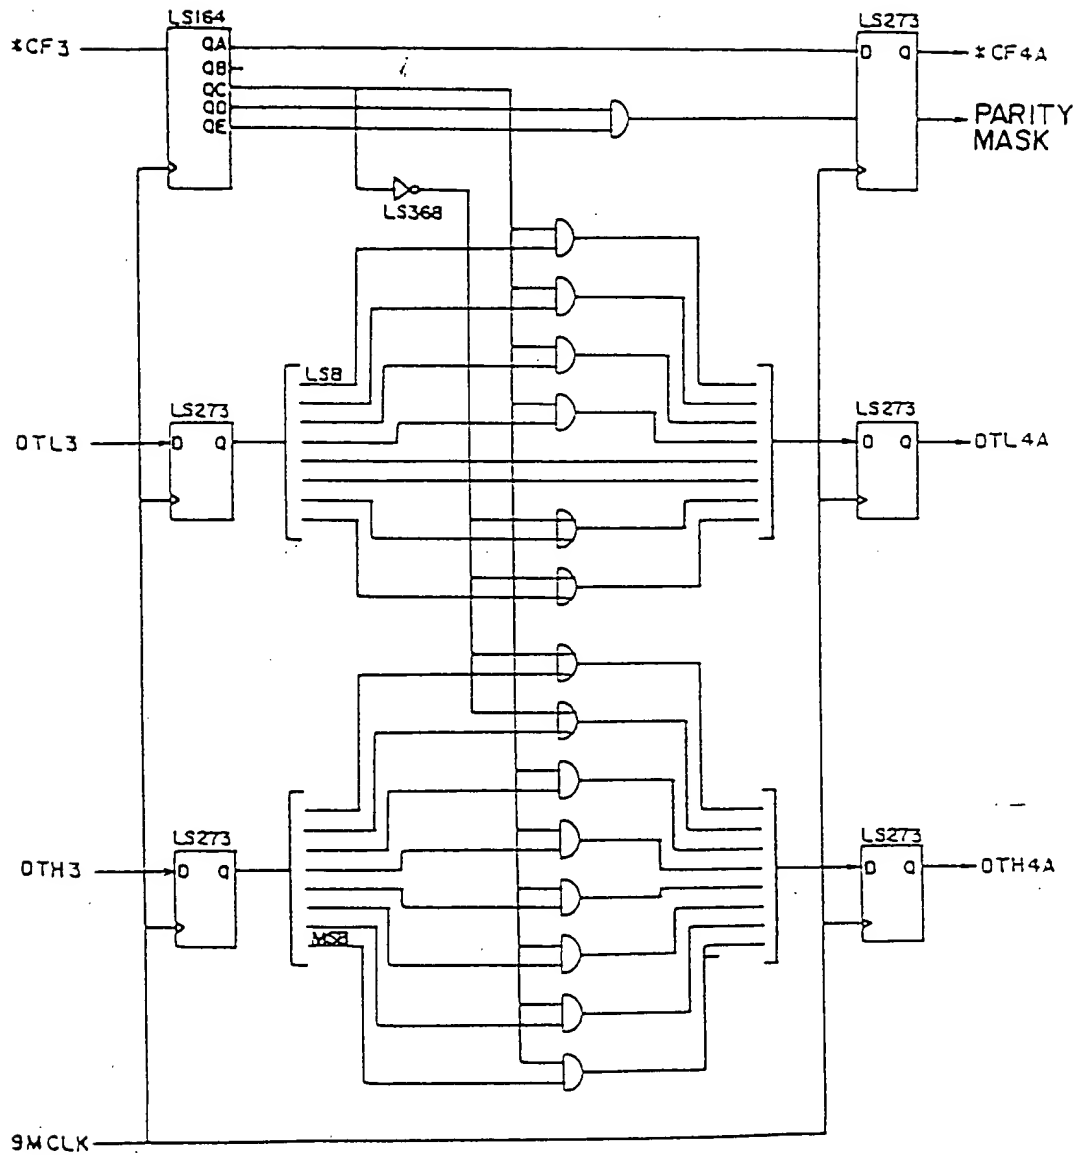 LS164
LS273
*CF3
QA
QB
QC
QD
QE
D Q
*CF4A
PARITY
MASK
LS368
LSB
LS273
LS273
OTL3
D Q
D Q
OTL4A
LS273
LS273
OTH3
D Q
D Q
OTH4A
MSB
9MCLK